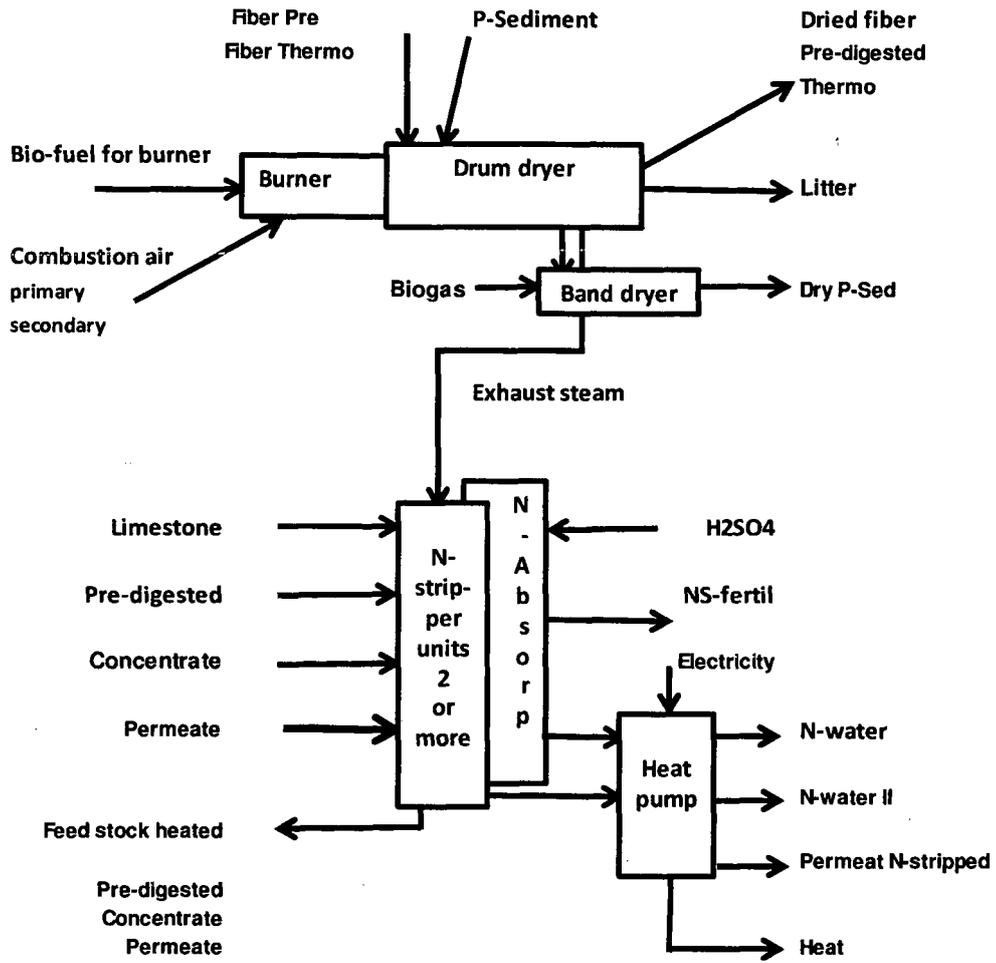 Fiber Pre
Fiber Thermo
P-Sediment
Dried fiber
Pre-digested
Thermo
Bio-fuel for burner
Burner
Drum dryer
Litter
Combustion air
primary
secondary
Biogas
Band dryer
Dry P-Sed
Exhaust steam
Limestone
Pre-digested
Concentrate
Permeate
N-
strip-
per
units
2
or
more
N
-
A
b
s
o
r
p
H2SO4
NS-fertil
Electricity
Heat
pump
N-water
N-water II
Permeat N-stripped
Heat
Feed stock heated
Pre-digested
Concentrate
Permeate